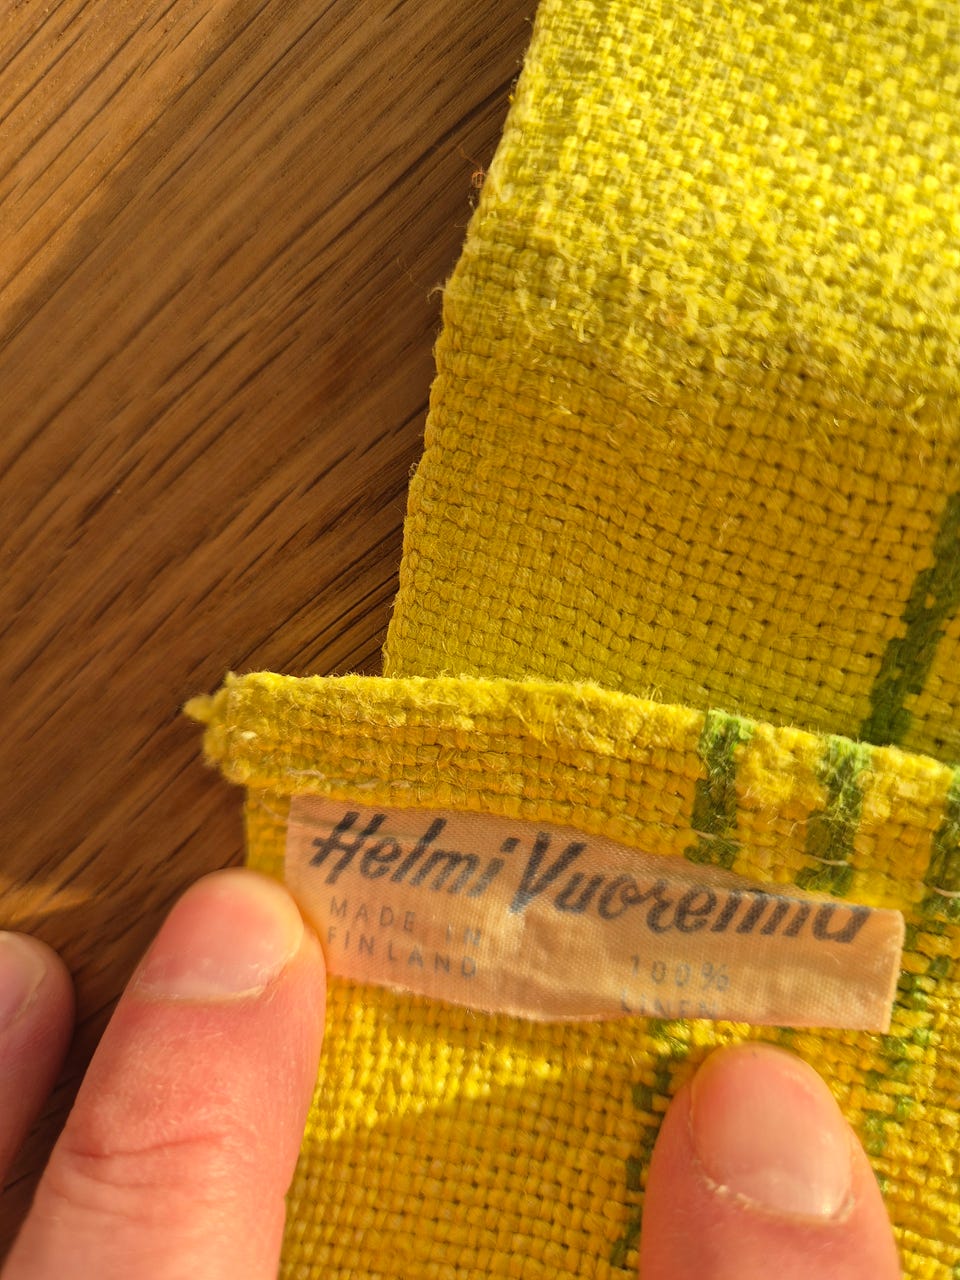 Helmi Vuorelma
MADE IN
FINLAND
100%
LINEN